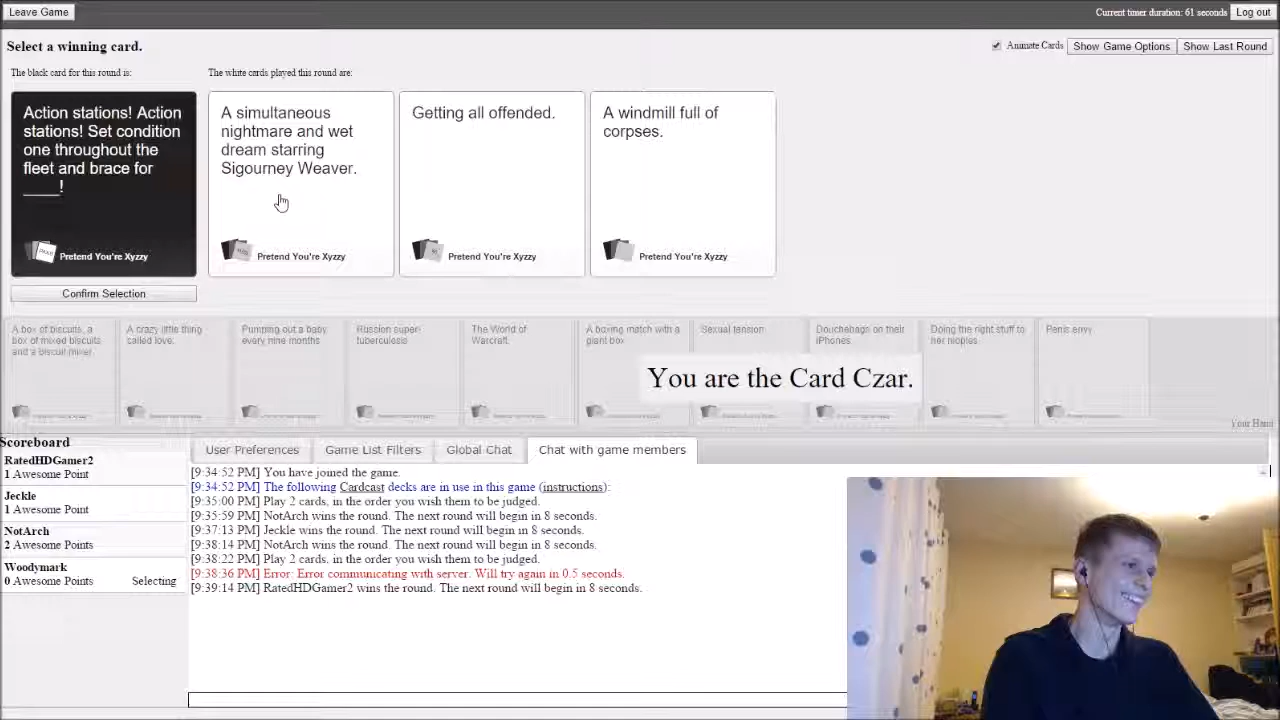 Leave Game
Current timer duration: 61 seconds
Log out
Select a winning card.
Animate Cards
Show Game Options
Show Last Round
The black card for this round is:
The white cards played this round are:
Action stations! Action
stations! Set condition
one throughout the
fleet and brace for
____!
Pretend You're Xyzzy
A simultaneous
nightmare and wet
dream starring
Sigourney Weaver.
Pretend You're Xyzzy
Getting all offended.
Pretend You're Xyzzy
A windmill full of
corpses.
Pretend You're Xyzzy
Confirm Selection
A box of biscuits, a
box of mixed biscuits
and a biscuit mixer.
A crazy little thing
called love.
Pumping out a baby
every nine months
Russian super-
tuberculosis
The World of
Warcraft
A boxing match with a
giant box
Sexual tension
Douchebags on their
iPhones
Doing the right stuff to
her nipples
Penis envy
You are the Card Czar.
Your Hand
Scoreboard
RatedHDGamer2
1 Awesome Point
Jeckle
1 Awesome Point
NotArch
2 Awesome Points
Woodymark
0 Awesome Points
Selecting
User Preferences
Game List Filters
Global Chat
Chat with game members
[9:34:52 PM] You have joined the game.
[9:34:52 PM] The following Cardcast decks are in use in this game (instructions):
[9:35:00 PM] Play 2 cards, in the order you wish them to be judged.
[9:35:59 PM] NotArch wins the round. The next round will begin in 8 seconds.
[9:37:13 PM] Jeckle wins the round. The next round will begin in 8 seconds.
[9:38:14 PM] NotArch wins the round. The next round will begin in 8 seconds.
[9:38:22 PM] Play 2 cards, in the order you wish them to be judged.
[9:38:36 PM] Error: Error communicating with server. Will try again in 0.5 seconds.
[9:39:14 PM] RatedHDGamer2 wins the round. The next round will begin in 8 seconds.